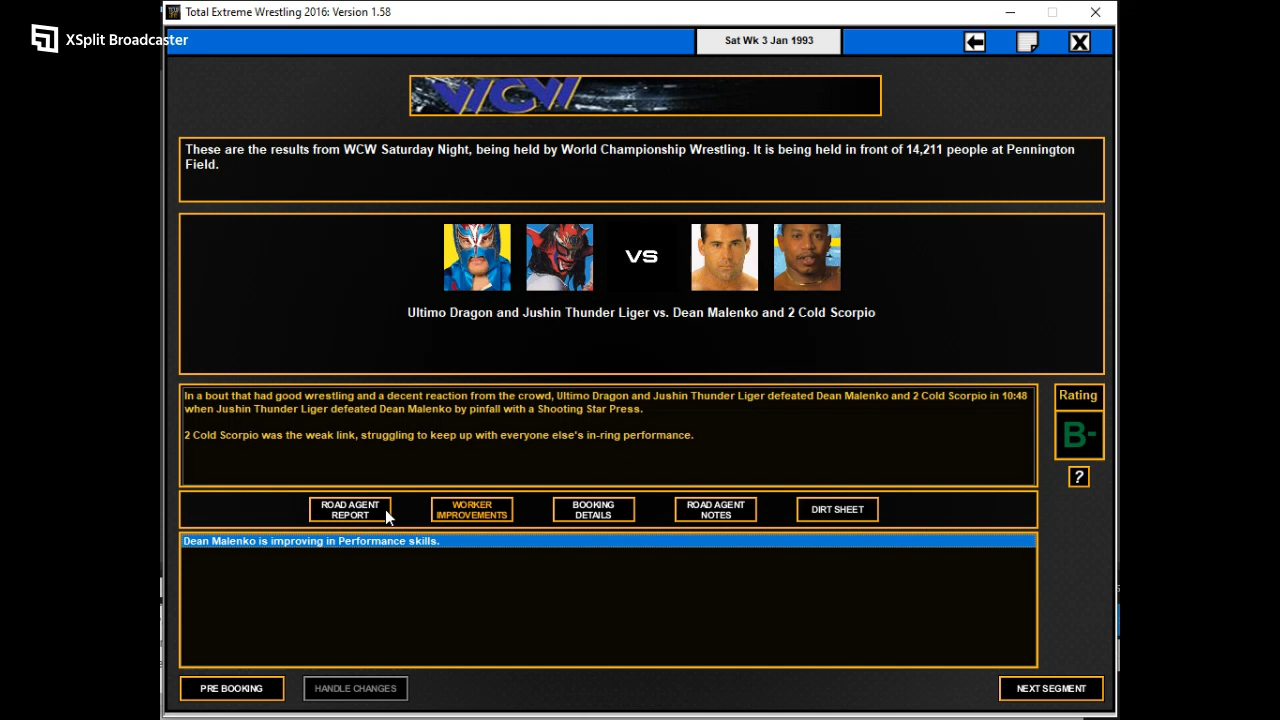 XSplit Broadcaster
Total Extreme Wrestling 2016: Version 1.58
Sat Wk 3 Jan 1993
WCW
These are the results from WCW Saturday Night, being held by World Championship Wrestling. It is being held in front of 14,211 people at Pennington
Field.
VS
Ultimo Dragon and Jushin Thunder Liger vs. Dean Malenko and 2 Cold Scorpio
In a bout that had good wrestling and a decent reaction from the crowd, Ultimo Dragon and Jushin Thunder Liger defeated Dean Malenko and 2 Cold Scorpio in 10:48
when Jushin Thunder Liger defeated Dean Malenko by pinfall with a Shooting Star Press.
2 Cold Scorpio was the weak link, struggling to keep up with everyone else's in-ring performance.
Rating
B-
?
ROAD AGENT
REPORT
WORKER
IMPROVEMENTS
BOOKING
DETAILS
ROAD AGENT
NOTES
DIRT SHEET
Dean Malenko is improving in Performance skills.
PRE BOOKING
HANDLE CHANGES
NEXT SEGMENT